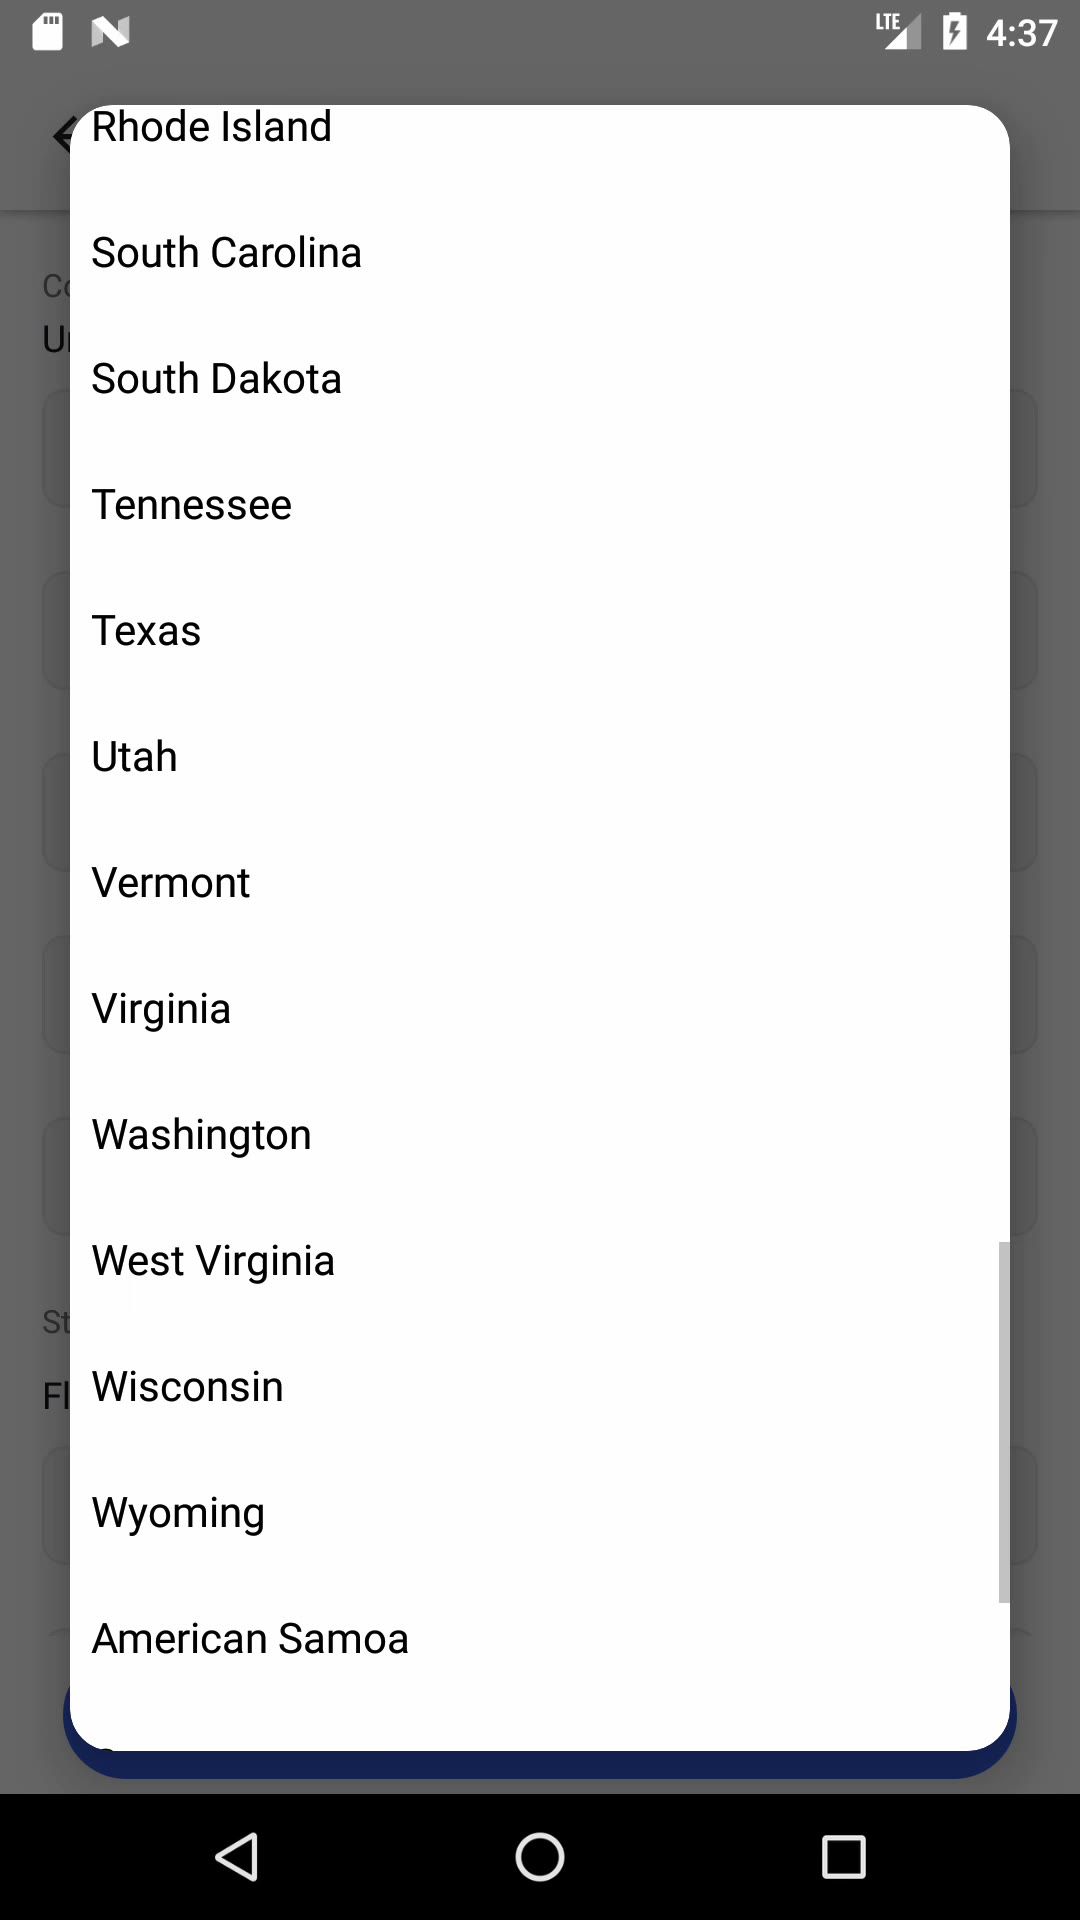 LTE 4:37
Rhode Island
South Carolina
South Dakota
Tennessee
Texas
Utah
Vermont
Virginia
Washington
West Virginia
Wisconsin
Wyoming
American Samoa